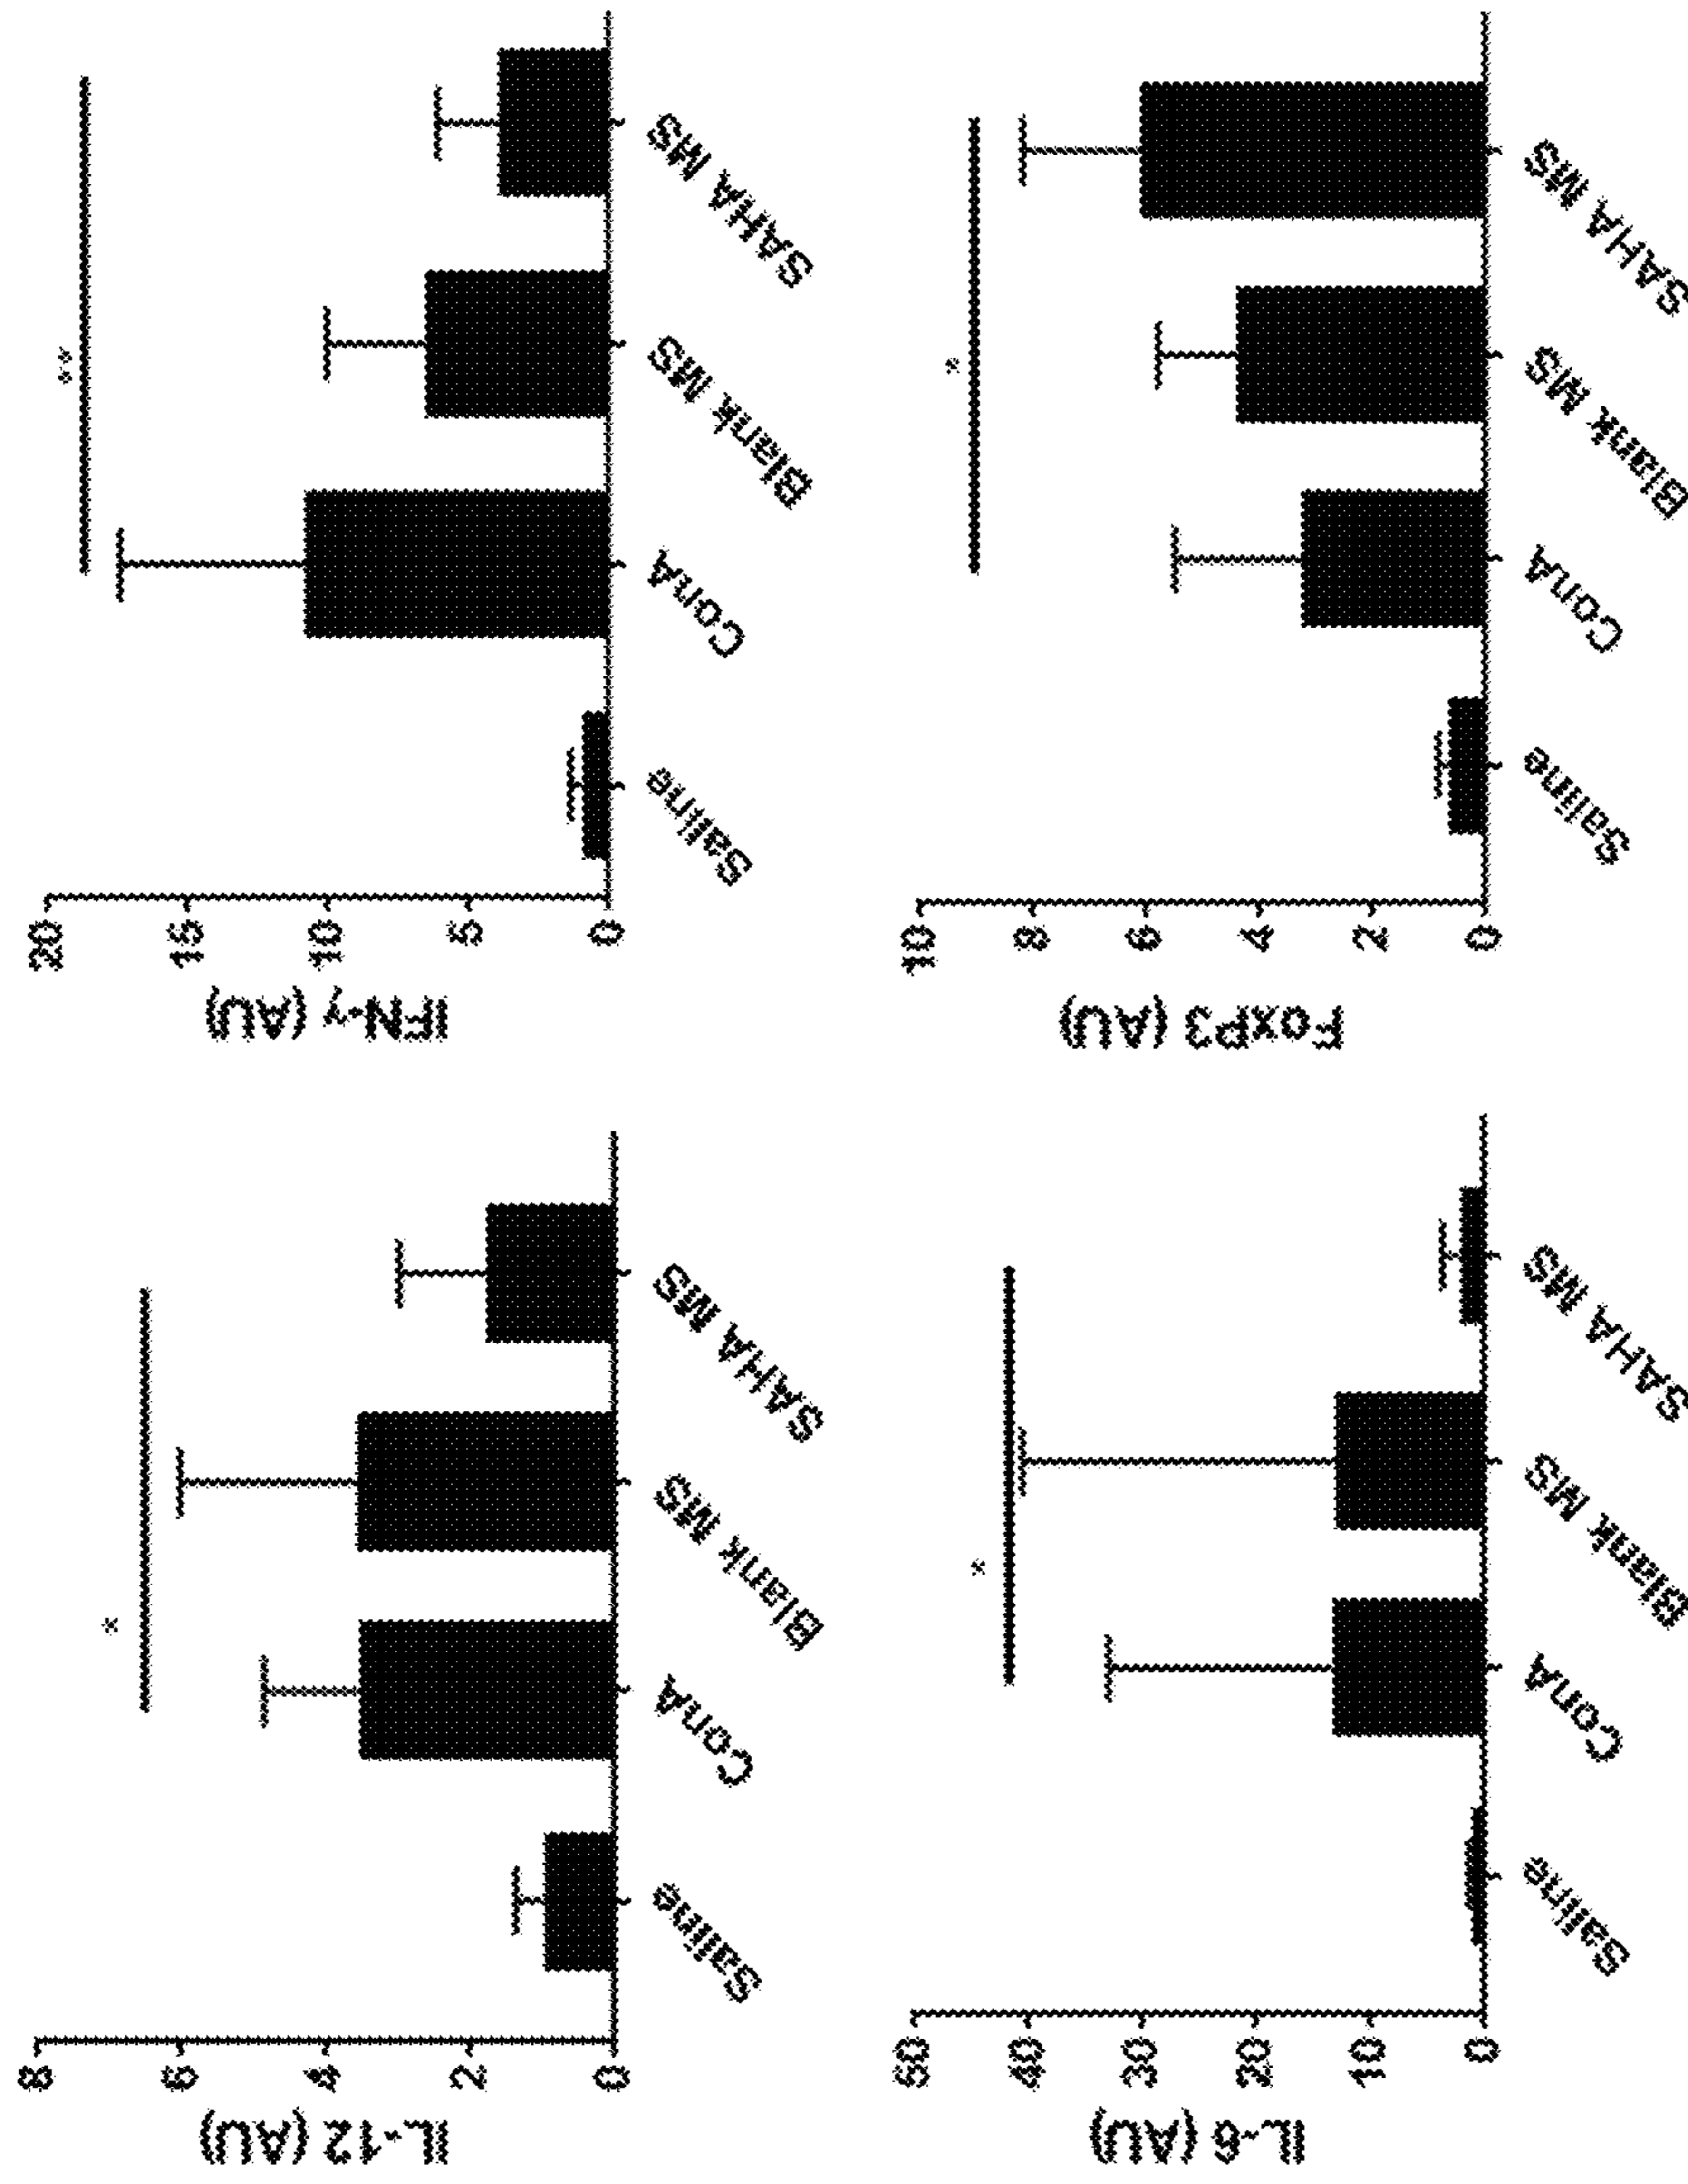 IL-12 (AU)
8
6
4
2
0
*
Saline
ConA
Blank MS
SAHA MS
IFN-γ (AU)
20
15
10
5
0
**
Saline
ConA
Blank MS
SAHA MS
IL-6 (AU)
50
40
30
20
10
0
*
Saline
ConA
Blank MS
SAHA MS
FoxP3 (AU)
10
8
6
4
2
0
*
Saline
ConA
Blank MS
SAHA MS